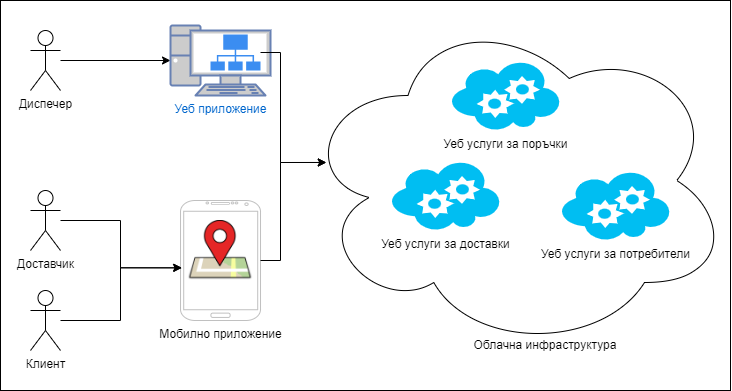 Диспечер
Уеб приложение
Уеб услуги за поръчки
Доставчик
Уеб услуги за доставки
Уеб услуги за потребители
Мобилно приложение
Облачна инфраструктура
Клиент